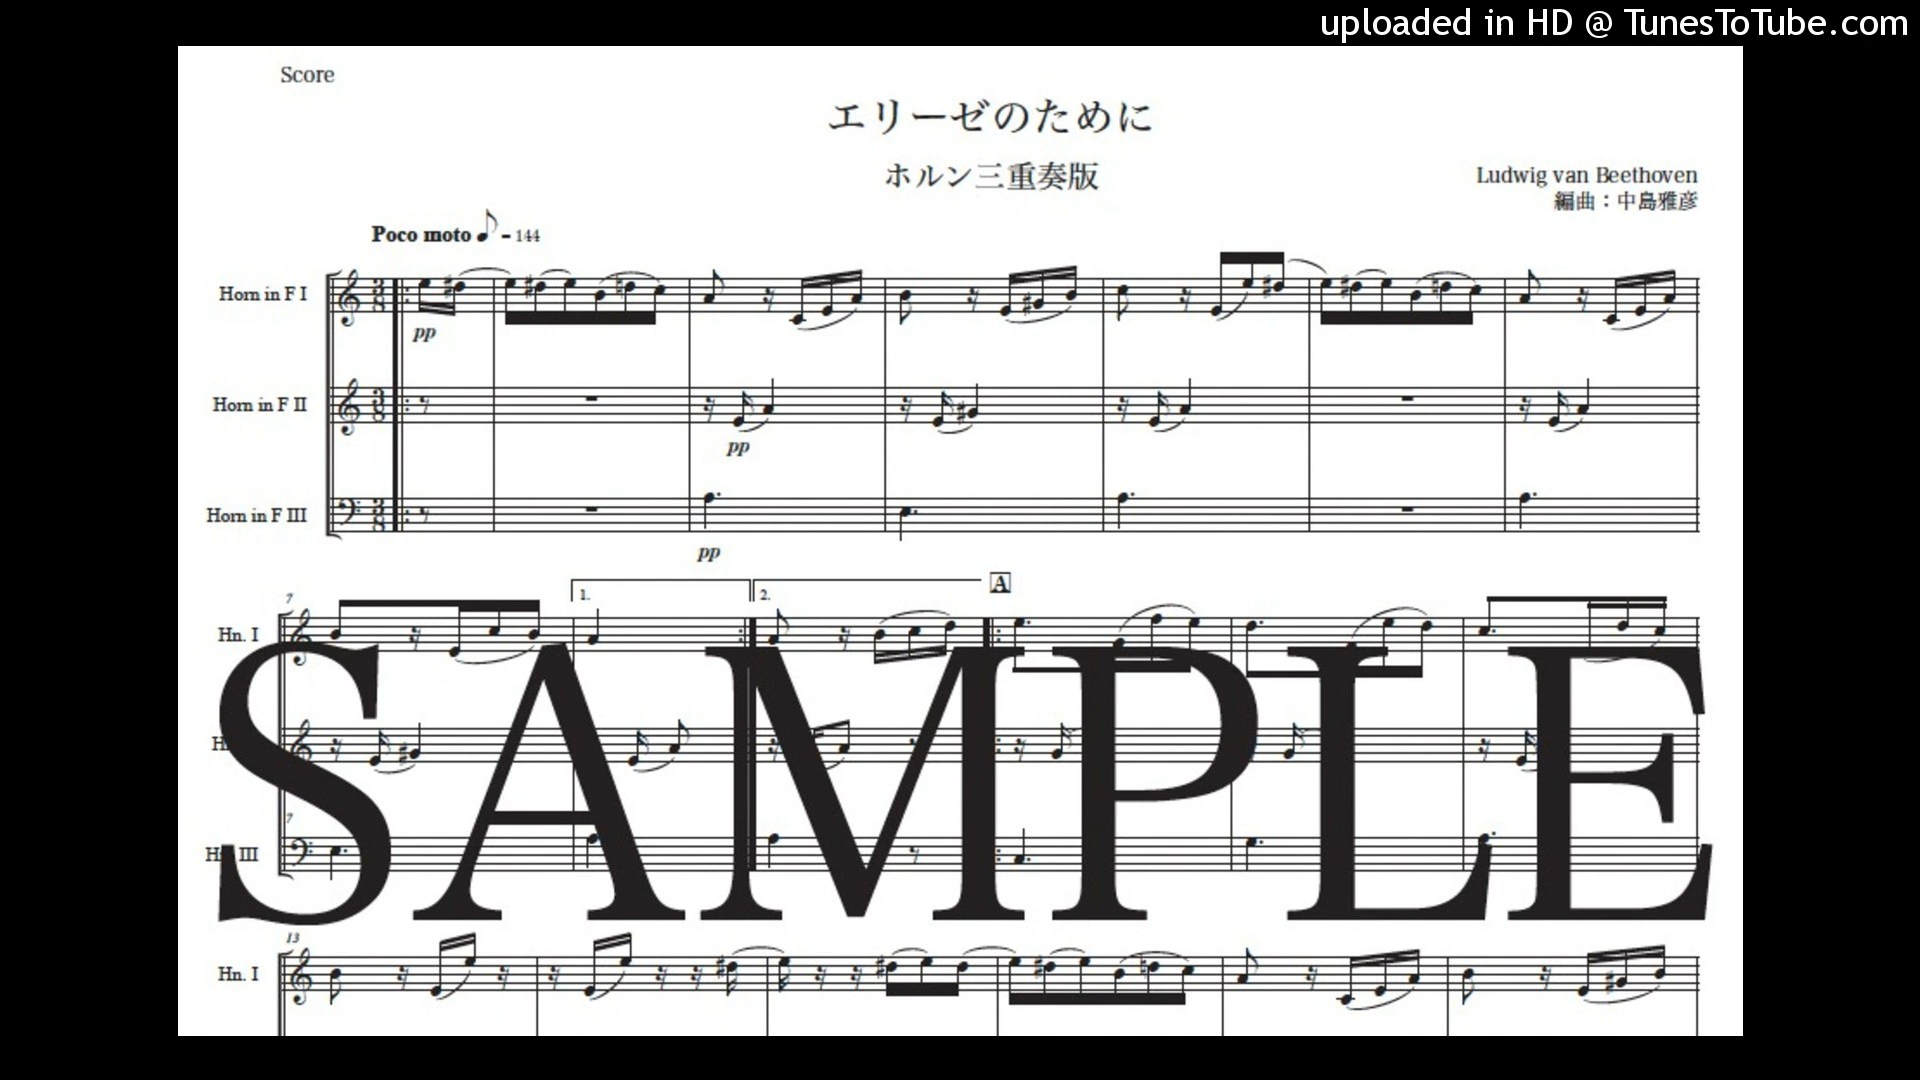 uploaded in HD @ TunesToTube.com
Score
エリーゼのために
ホルン三重奏版
Ludwig van Beethoven
編曲：中島雅彦
Poco moto ♪ = 144
Horn in F I
pp
Horn in F II
pp
Horn in F III
pp
7
1.
2.
A
Hn. I
7
Hn. III
SAMPLE
13
Hn. I